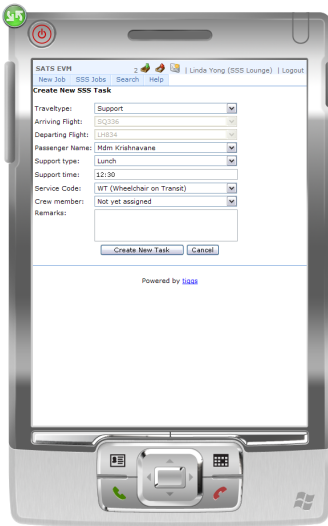 SATS EVM 2 | Linda Yong (SSS Lounge) | Logout
New Job SSS Jobs Search Help
Create New SSS Task
Traveltype: Support
Arriving Flight: SQ336
Departing Flight: LH834
Passenger Name: Mdm Krishnavane
Support type: Lunch
Support time: 12:30
Service Code: WT (Wheelchair on Transit)
Crew member: Not yet assigned
Remarks:
Create New Task Cancel
Powered by tiggs